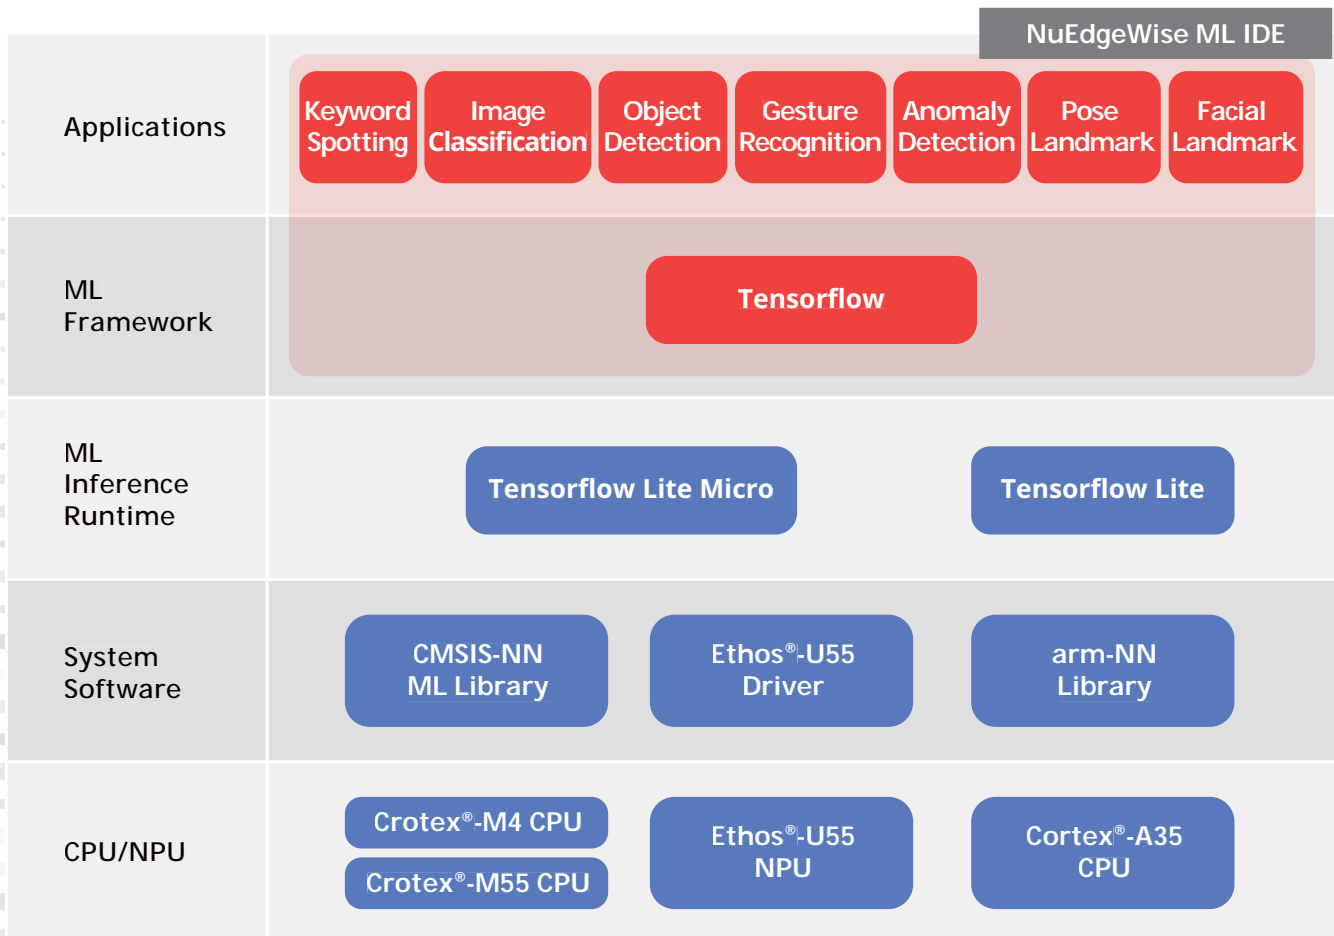 NuEdgeWise ML IDE
Applications
Keyword
Spotting
Image
Classification
Object
Detection
Gesture
Recognition
Anomaly
Detection
Pose
Landmark
Facial
Landmark
ML
Framework
Tensorflow
ML
Inference
Runtime
Tensorflow Lite Micro
Tensorflow Lite
System
Software
CMSIS-NN
ML Library
Ethos®-U55
Driver
arm-NN
Library
CPU/NPU
Crotex®-M4 CPU
Crotex®-M55 CPU
Ethos®-U55
NPU
Cortex®-A35
CPU